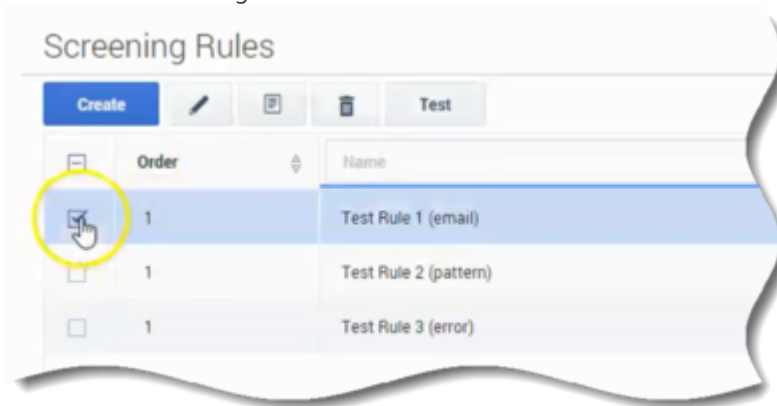 Screening Rules
Create Test
Order Name
1 Test Rule 1 (email)
1 Test Rule 2 (pattern)
1 Test Rule 3 (error)